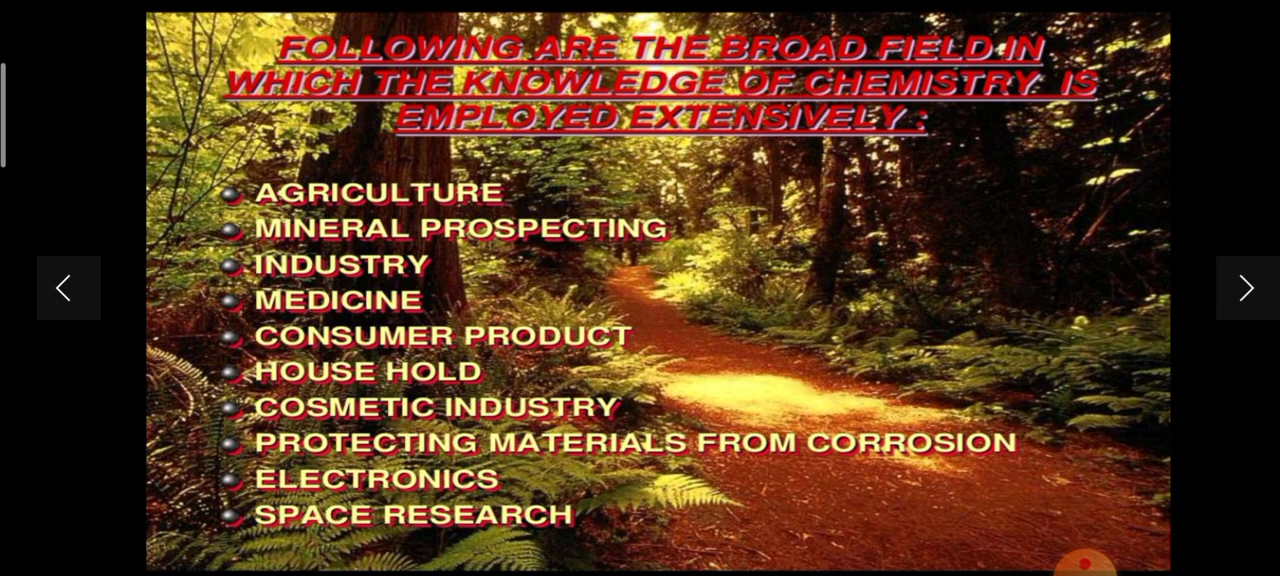 FOLLOWING ARE THE BROAD FIELD IN
WHICH THE KNOWLEDGE OF CHEMISTRY IS
EMPLOYED EXTENSIVELY :
AGRICULTURE
MINERAL PROSPECTING
INDUSTRY
MEDICINE
CONSUMER PRODUCT
HOUSE HOLD
COSMETIC INDUSTRY
PROTECTING MATERIALS FROM CORROSION
ELECTRONICS
SPACE RESEARCH